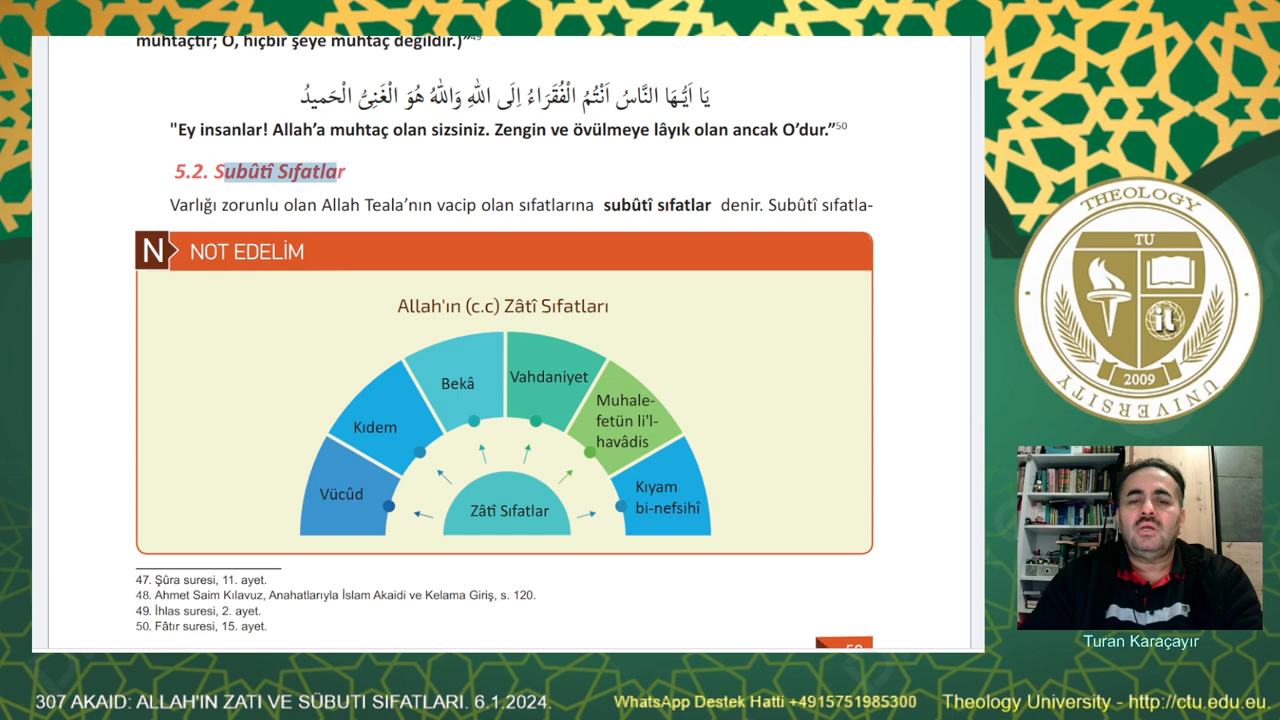 muhtaçtır; O, hiçbir şeye muhtaç değildir.)”49
يَا اَيُّهَا النَّاسُ اَنْتُمُ الْفُقَرَاءُ اِلَى اللهِ وَاللهُ هُوَ الْغَنِىُّ الْحَمِيدُ
"Ey insanlar! Allah’a muhtaç olan sizsiniz. Zengin ve övülmeye lâyık olan ancak O’dur.”50
5.2. Subûtî Sıfatlar
Varlığı zorunlu olan Allah Teala’nın vacip olan sıfatlarına subûtî sıfatlar denir. Subûtî sıfatla-
N NOT EDELİM
Allah'ın (c.c) Zâtî Sıfatları
Vücûd
Kıdem
Bekâ
Vahdaniyet
Muhale-
fetün li'l-
havâdis
Kıyam
bi-nefsihî
Zâtî Sıfatlar
47. Şûra suresi, 11. ayet.
48. Ahmet Saim Kılavuz, Anahatlarıyla İslam Akaidi ve Kelama Giriş, s. 120.
49. İhlas suresi, 2. ayet.
50. Fâtır suresi, 15. ayet.
THEOLOGY
TU
2009
UNIVERSITY
Turan Karaçayır
307 AKAID: ALLAH'IN ZATI VE SÜBUTI SIFATLARI. 6.1.2024.
WhatsApp Destek Hatti +4915751985300
Theology University - http://ctu.edu.eu.